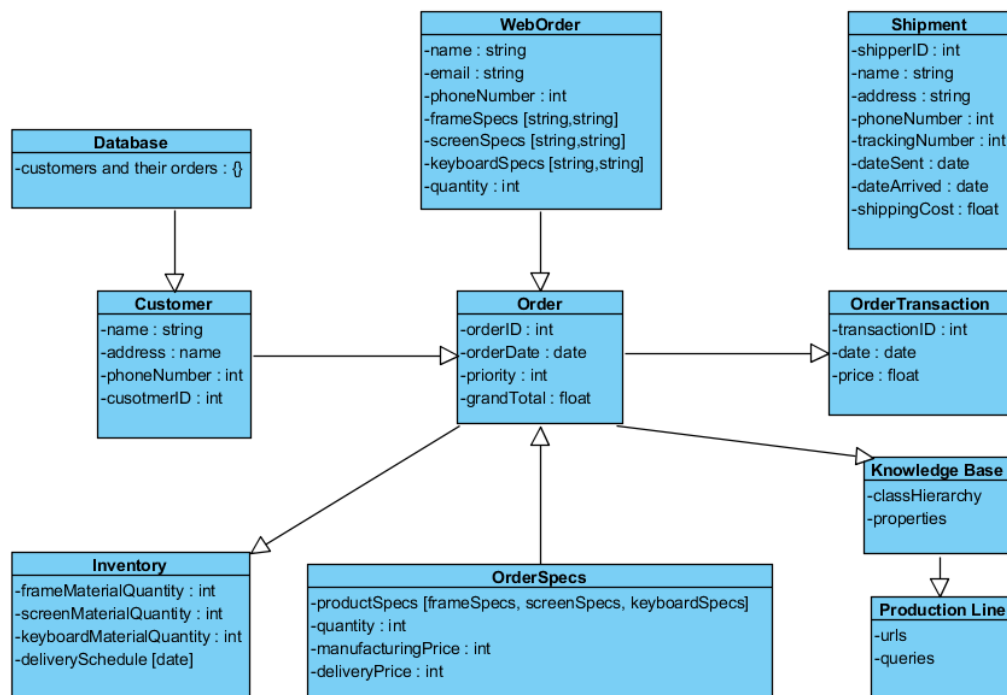 WebOrder
-name : string
-email : string
-phoneNumber : int
-frameSpecs [string,string]
-screenSpecs [string,string]
-keyboardSpecs [string,string]
-quantity : int
Shipment
-shipperID : int
-name : string
-address : string
-phoneNumber : int
-trackingNumber : int
-dateSent : date
-dateArrived : date
-shippingCost : float
Database
-customers and their orders : {}
Customer
-name : string
-address : name
-phoneNumber : int
-cusotmerID : int
Order
-orderID : int
-orderDate : date
-priority : int
-grandTotal : float
OrderTransaction
-transactionID : int
-date : date
-price : float
Knowledge Base
-classHierarchy
-properties
Inventory
-frameMaterialQuantity : int
-screenMaterialQuantity : int
-keyboardMaterialQuantity : int
-deliverySchedule [date]
OrderSpecs
-productSpecs [frameSpecs, screenSpecs, keyboardSpecs]
-quantity : int
-manufacturingPrice : int
-deliveryPrice : int
Production Line
-urls
-queries